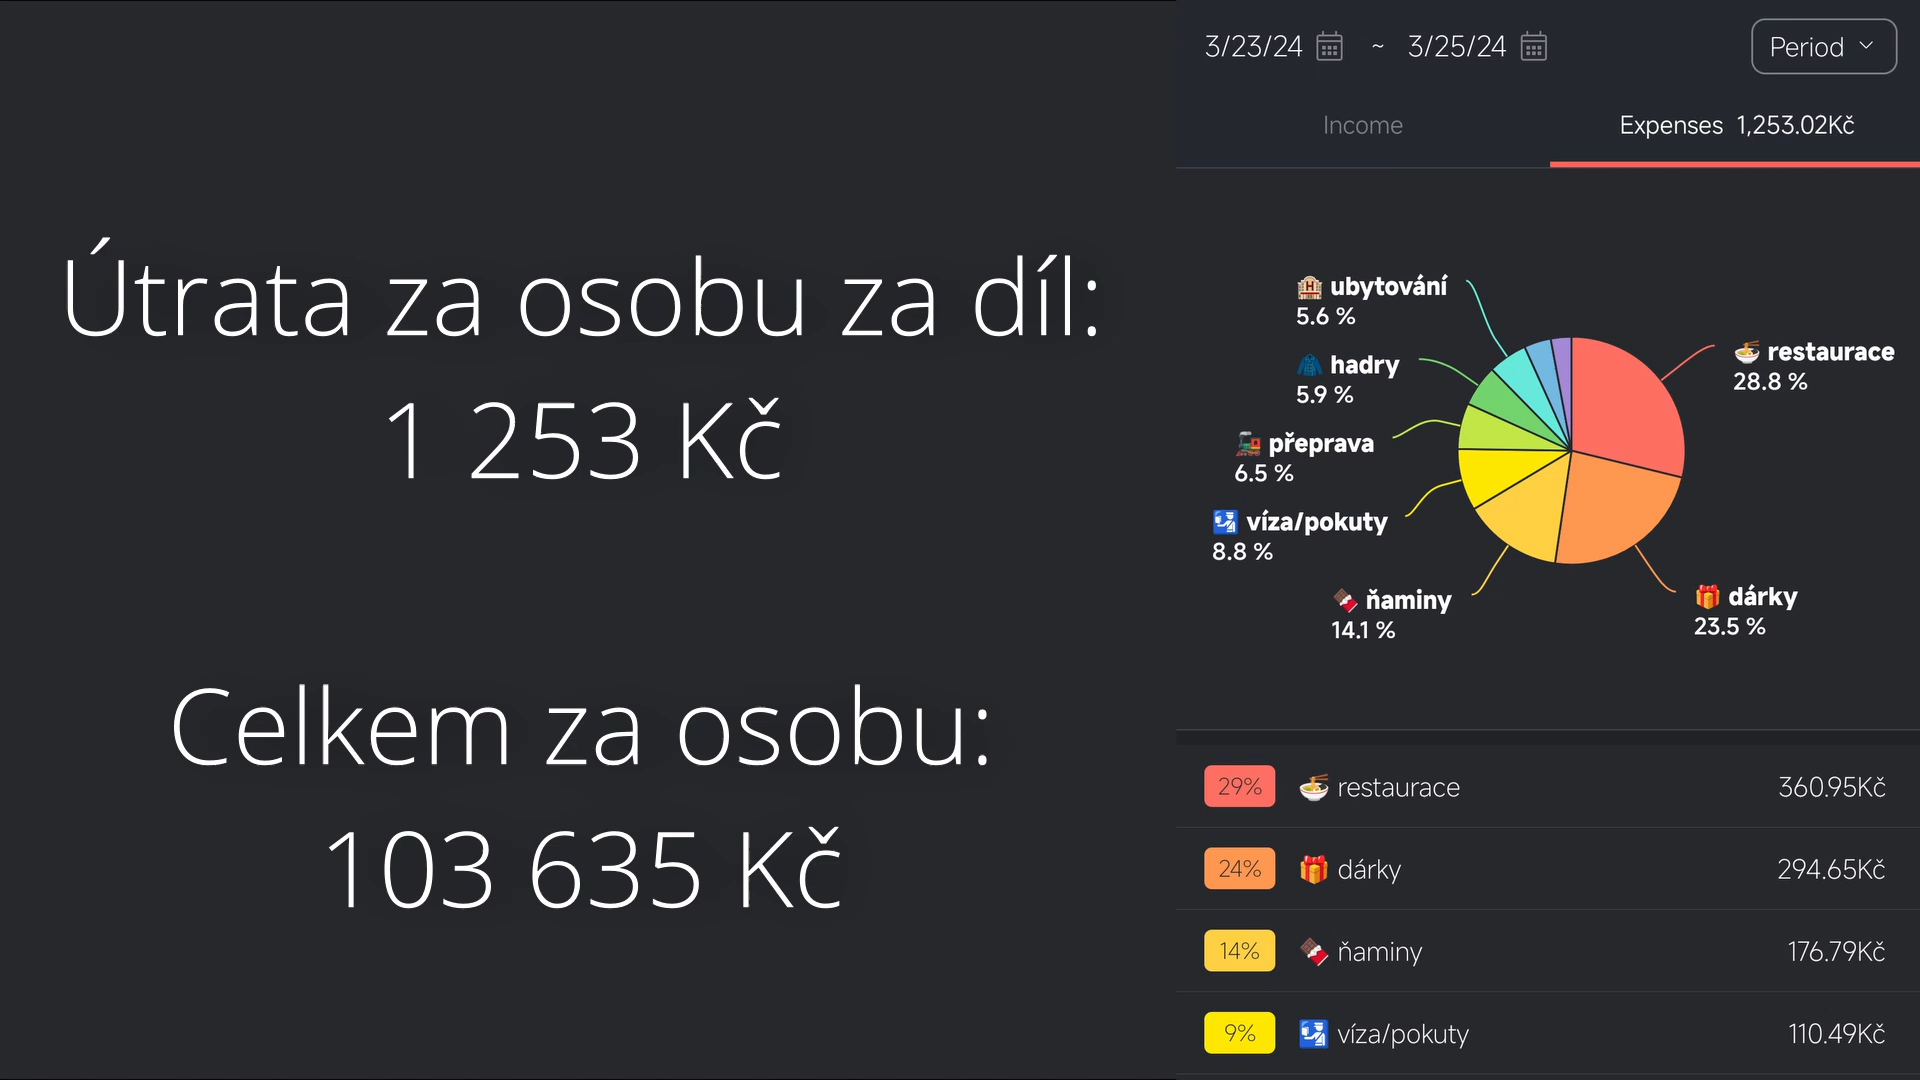 Útrata za osobu za díl:
1 253 Kč
Celkem za osobu:
103 635 Kč
3/23/24 ~ 3/25/24 Period
Income Expenses 1,253.02Kč
ubytování
5.6 %
restaurace
28.8 %
hadry
5.9 %
přeprava
6.5 %
víza/pokuty
8.8 %
ňaminy
14.1 %
dárky
23.5 %
29% restaurace 360.95Kč
24% dárky 294.65Kč
14% ňaminy 176.79Kč
9% víza/pokuty 110.49Kč